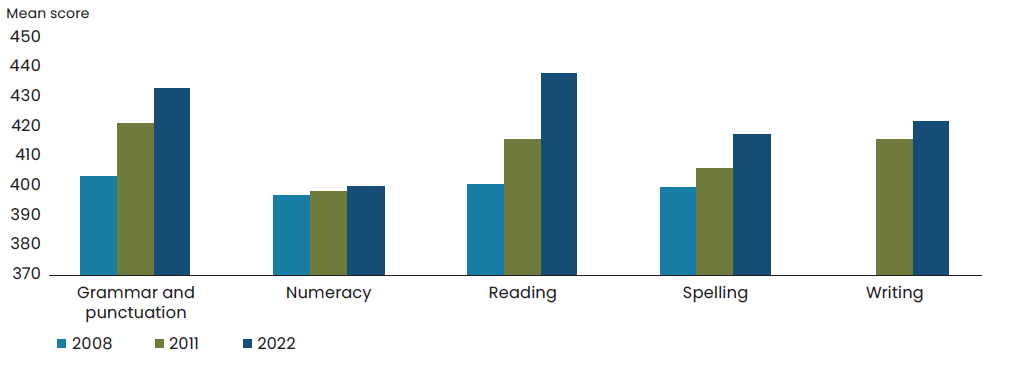 Mean score
450
440
430
420
410
400
390
380
370
Grammar and
punctuation
Numeracy
Reading
Spelling
Writing
2008
2011
2022